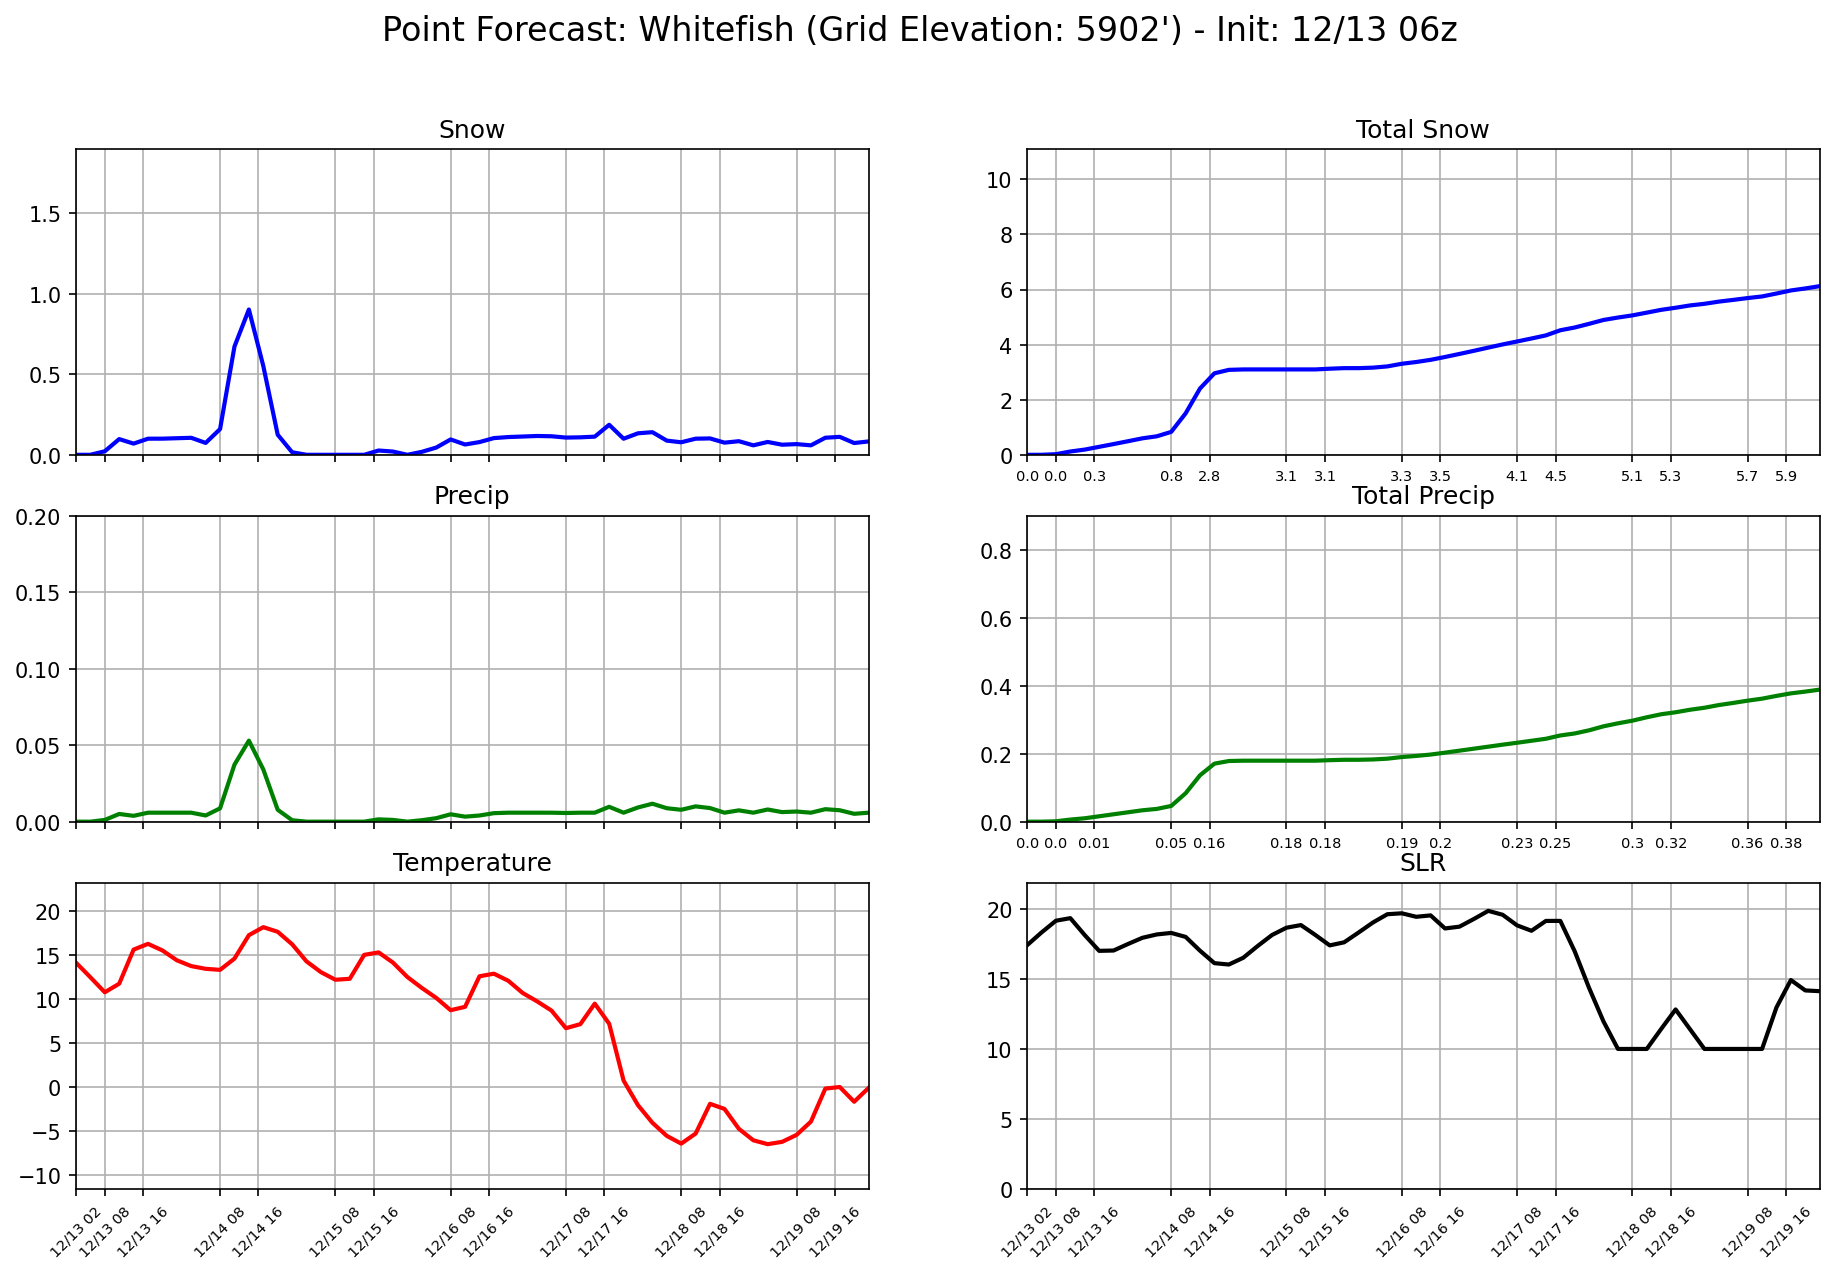 Point Forecast: Whitefish (Grid Elevation: 5902') - Init: 12/13 06z
Snow
1.5
1.0
0.5
0.0
Total Snow
10
8
6
4
2
0
0.0 0.0 0.3 0.8 2.8 3.1 3.1 3.3 3.5 4.1 4.5 5.1 5.3 5.7 5.9
Precip
0.20
0.15
0.10
0.05
0.00
Total Precip
0.8
0.6
0.4
0.2
0.0
0.0 0.0 0.01 0.05 0.16 0.18 0.18 0.19 0.2 0.23 0.25 0.3 0.32 0.36 0.38
Temperature
20
15
10
5
0
−5
−10
12/13 02 12/13 08 12/13 16 12/14 08 12/14 16 12/15 08 12/15 16 12/16 08 12/16 16 12/17 08 12/17 16 12/18 08 12/18 16 12/19 08 12/19 16
SLR
20
15
10
5
0
12/13 02 12/13 08 12/13 16 12/14 08 12/14 16 12/15 08 12/15 16 12/16 08 12/16 16 12/17 08 12/17 16 12/18 08 12/18 16 12/19 08 12/19 16